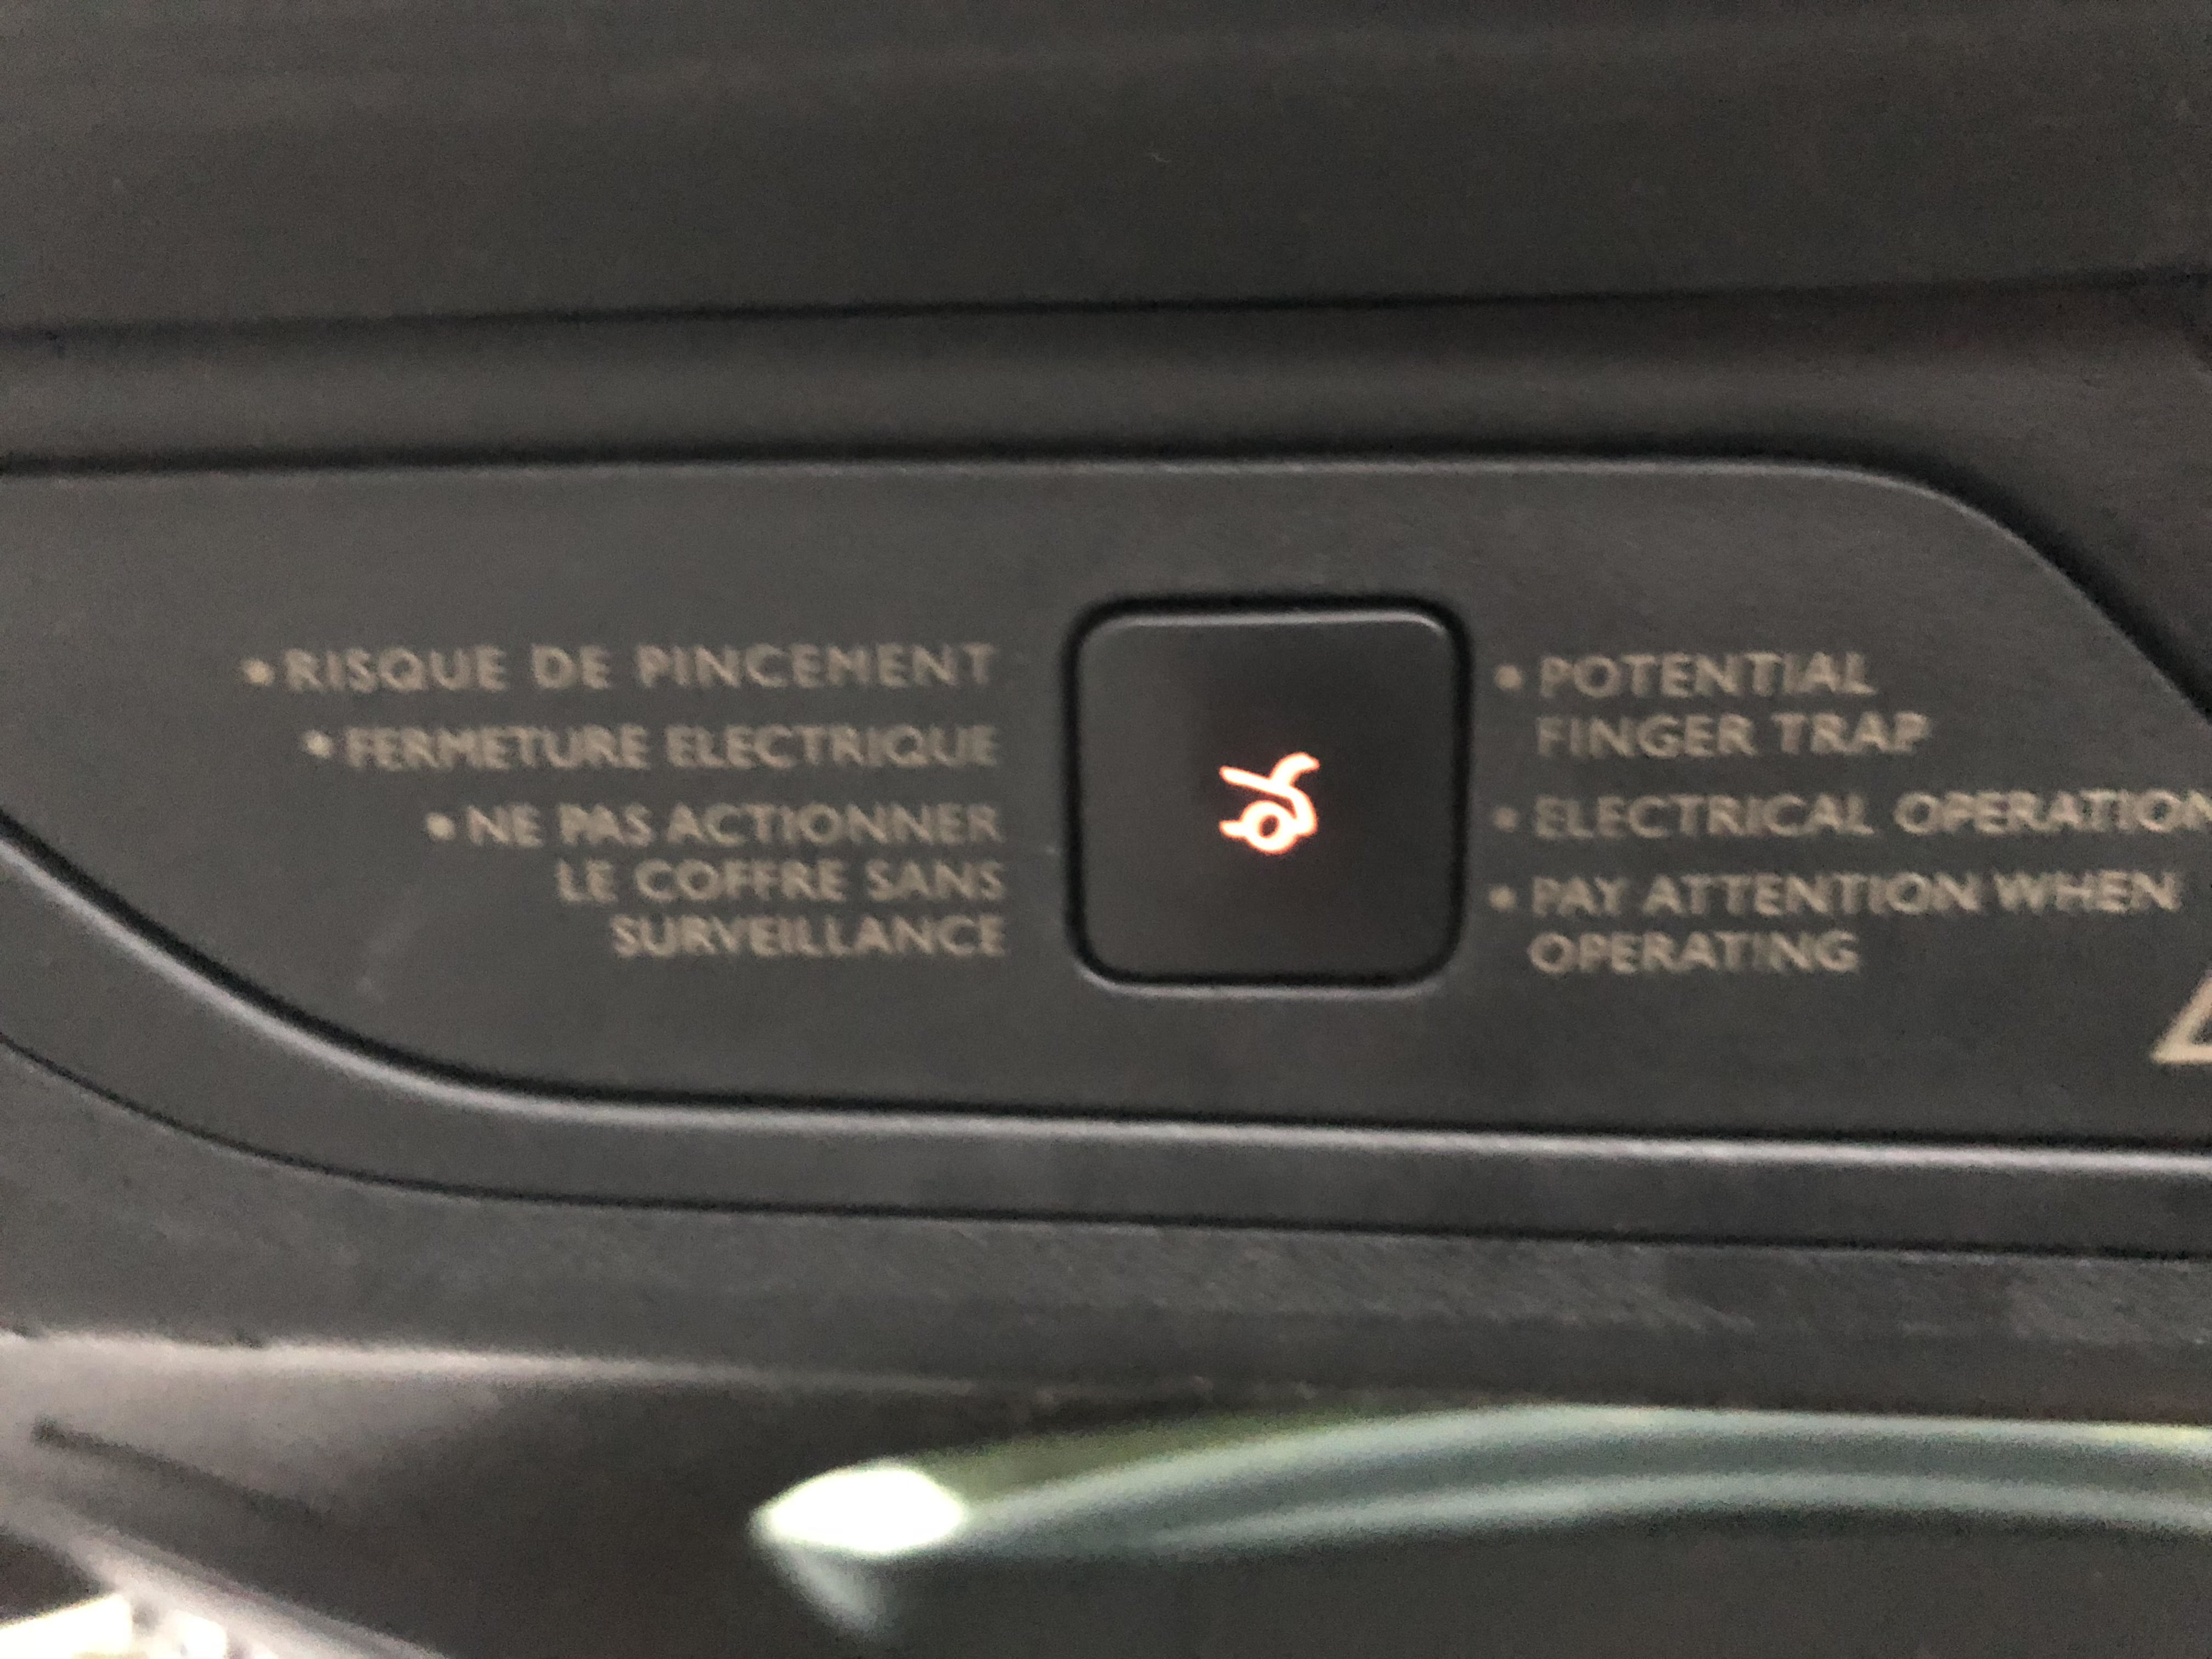 • RISQUE DE PINCEMENT
• FERMETURE ELECTRIQUE
• NE PAS ACTIONNER
LE COFFRE SANS
SURVEILLANCE
• POTENTIAL
FINGER TRAP
• ELECTRICAL OPERATION
• PAY ATTENTION WHEN
OPERATING